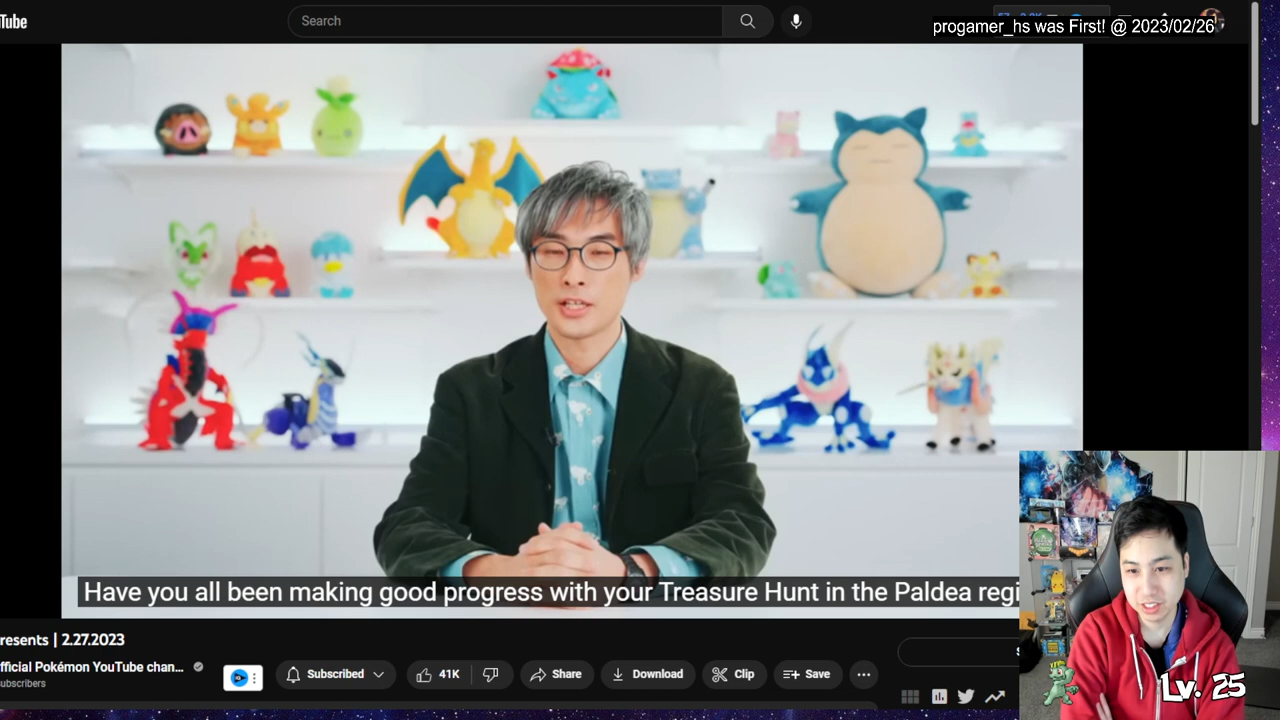 Tube
Search
progamer_hs was First! @ 2023/02/26
Have you all been making good progress with your Treasure Hunt in the Paldea regi
resents | 2.27.2023
fficial Pokémon YouTube chan...
ubscribers
Subscribed
41K
Share
Download
Clip
Save
Lv. 25